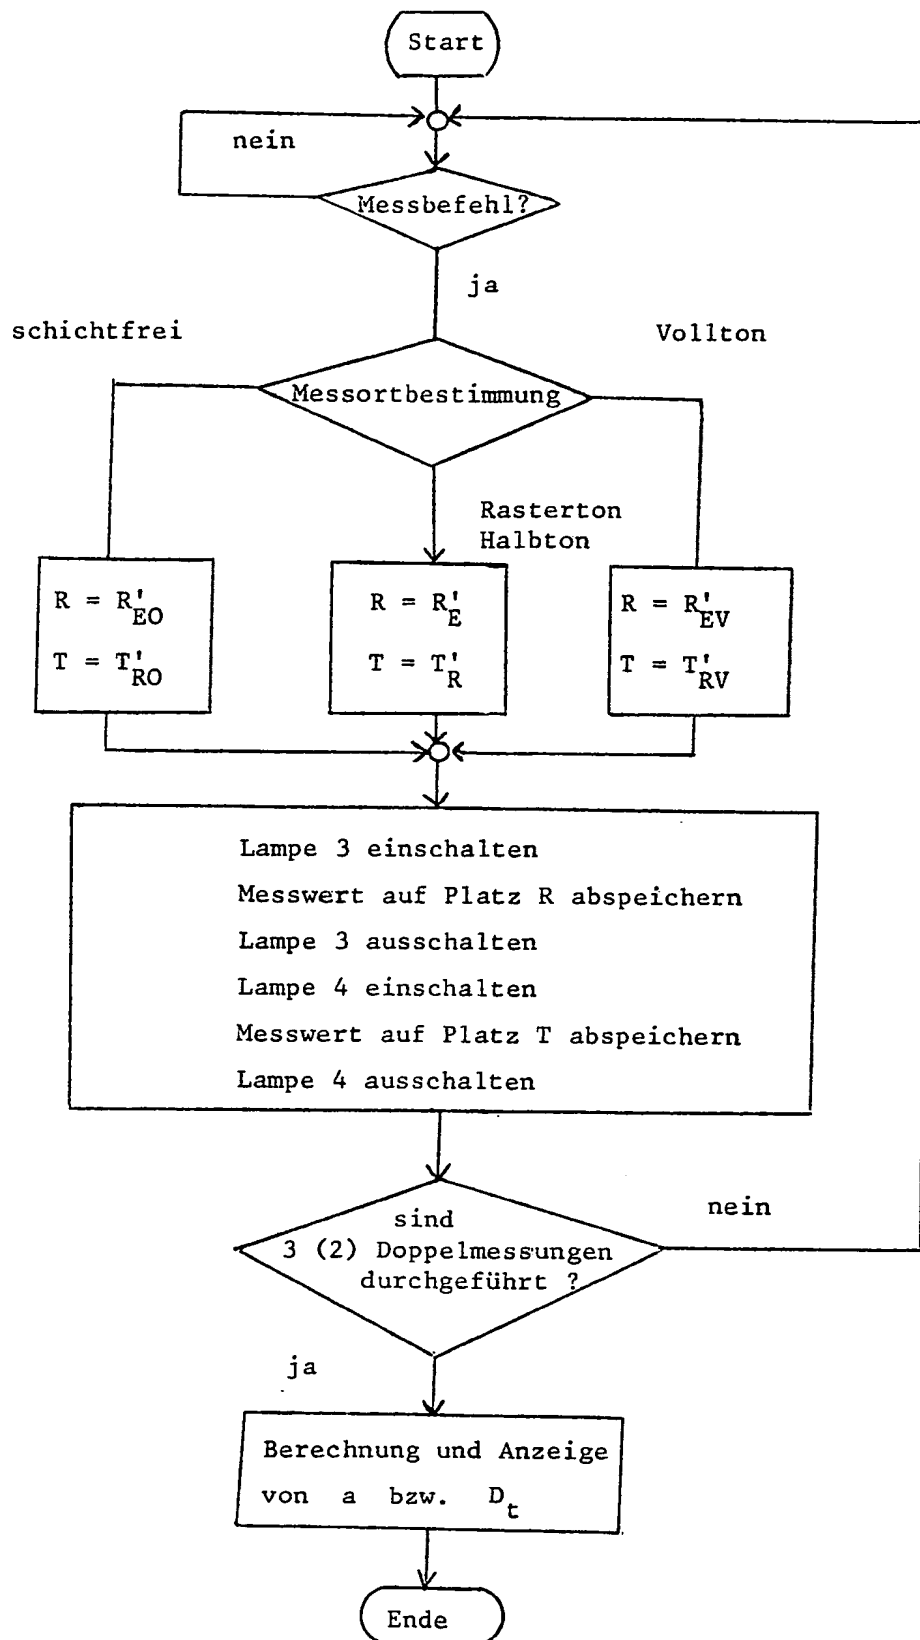 Start
nein
Messbefehl?
ja
schichtfrei
Vollton
Messortbestimmung
Rasterton
Halbton
R = R'EO
T = T'RO
R = R'E
T = T'R
R = R'EV
T = T'RV
Lampe 3 einschalten
Messwert auf Platz R abspeichern
Lampe 3 ausschalten
Lampe 4 einschalten
Messwert auf Platz T abspeichern
Lampe 4 ausschalten
sind
3 (2) Doppelmessungen
durchgeführt ?
nein
ja
Berechnung und Anzeige
von a bzw. Dt
Ende